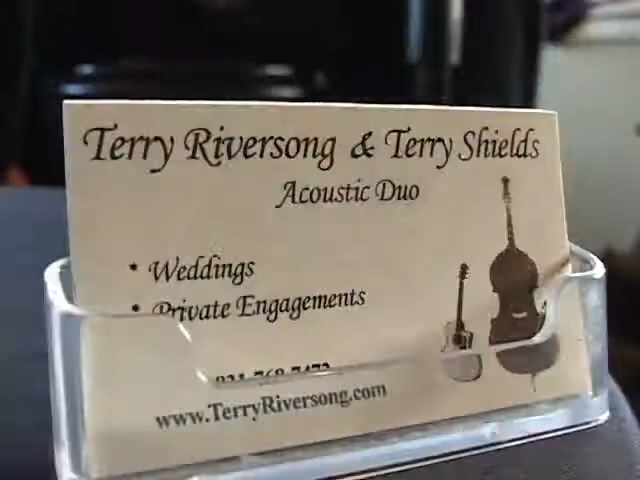 Terry Riversong & Terry Shields
Acoustic Duo
• Weddings
• Private Engagements
www.TerryRiversong.com